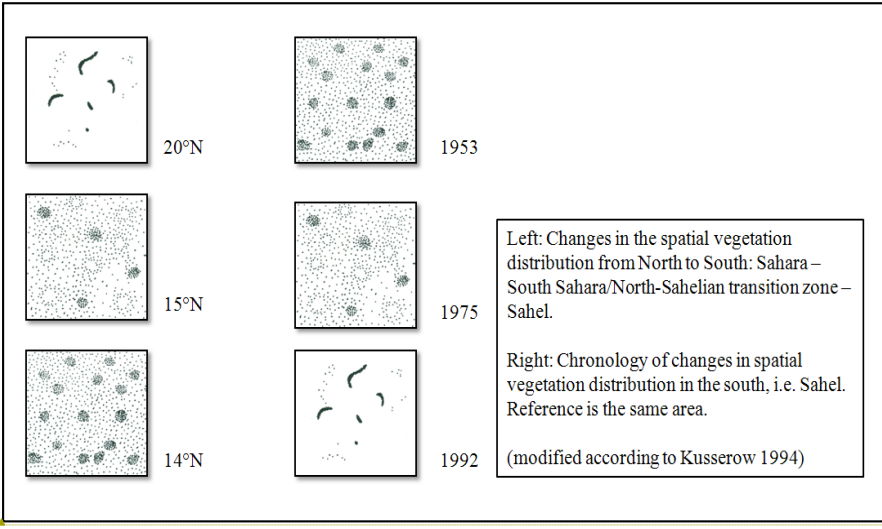 20°N
1953
15°N
1975
14°N
1992
Left: Changes in the spatial vegetation
distribution from North to South: Sahara –
South Sahara/North-Sahelian transition zone –
Sahel.
Right: Chronology of changes in spatial
vegetation distribution in the south, i.e. Sahel.
Reference is the same area.
(modified according to Kusserow 1994)